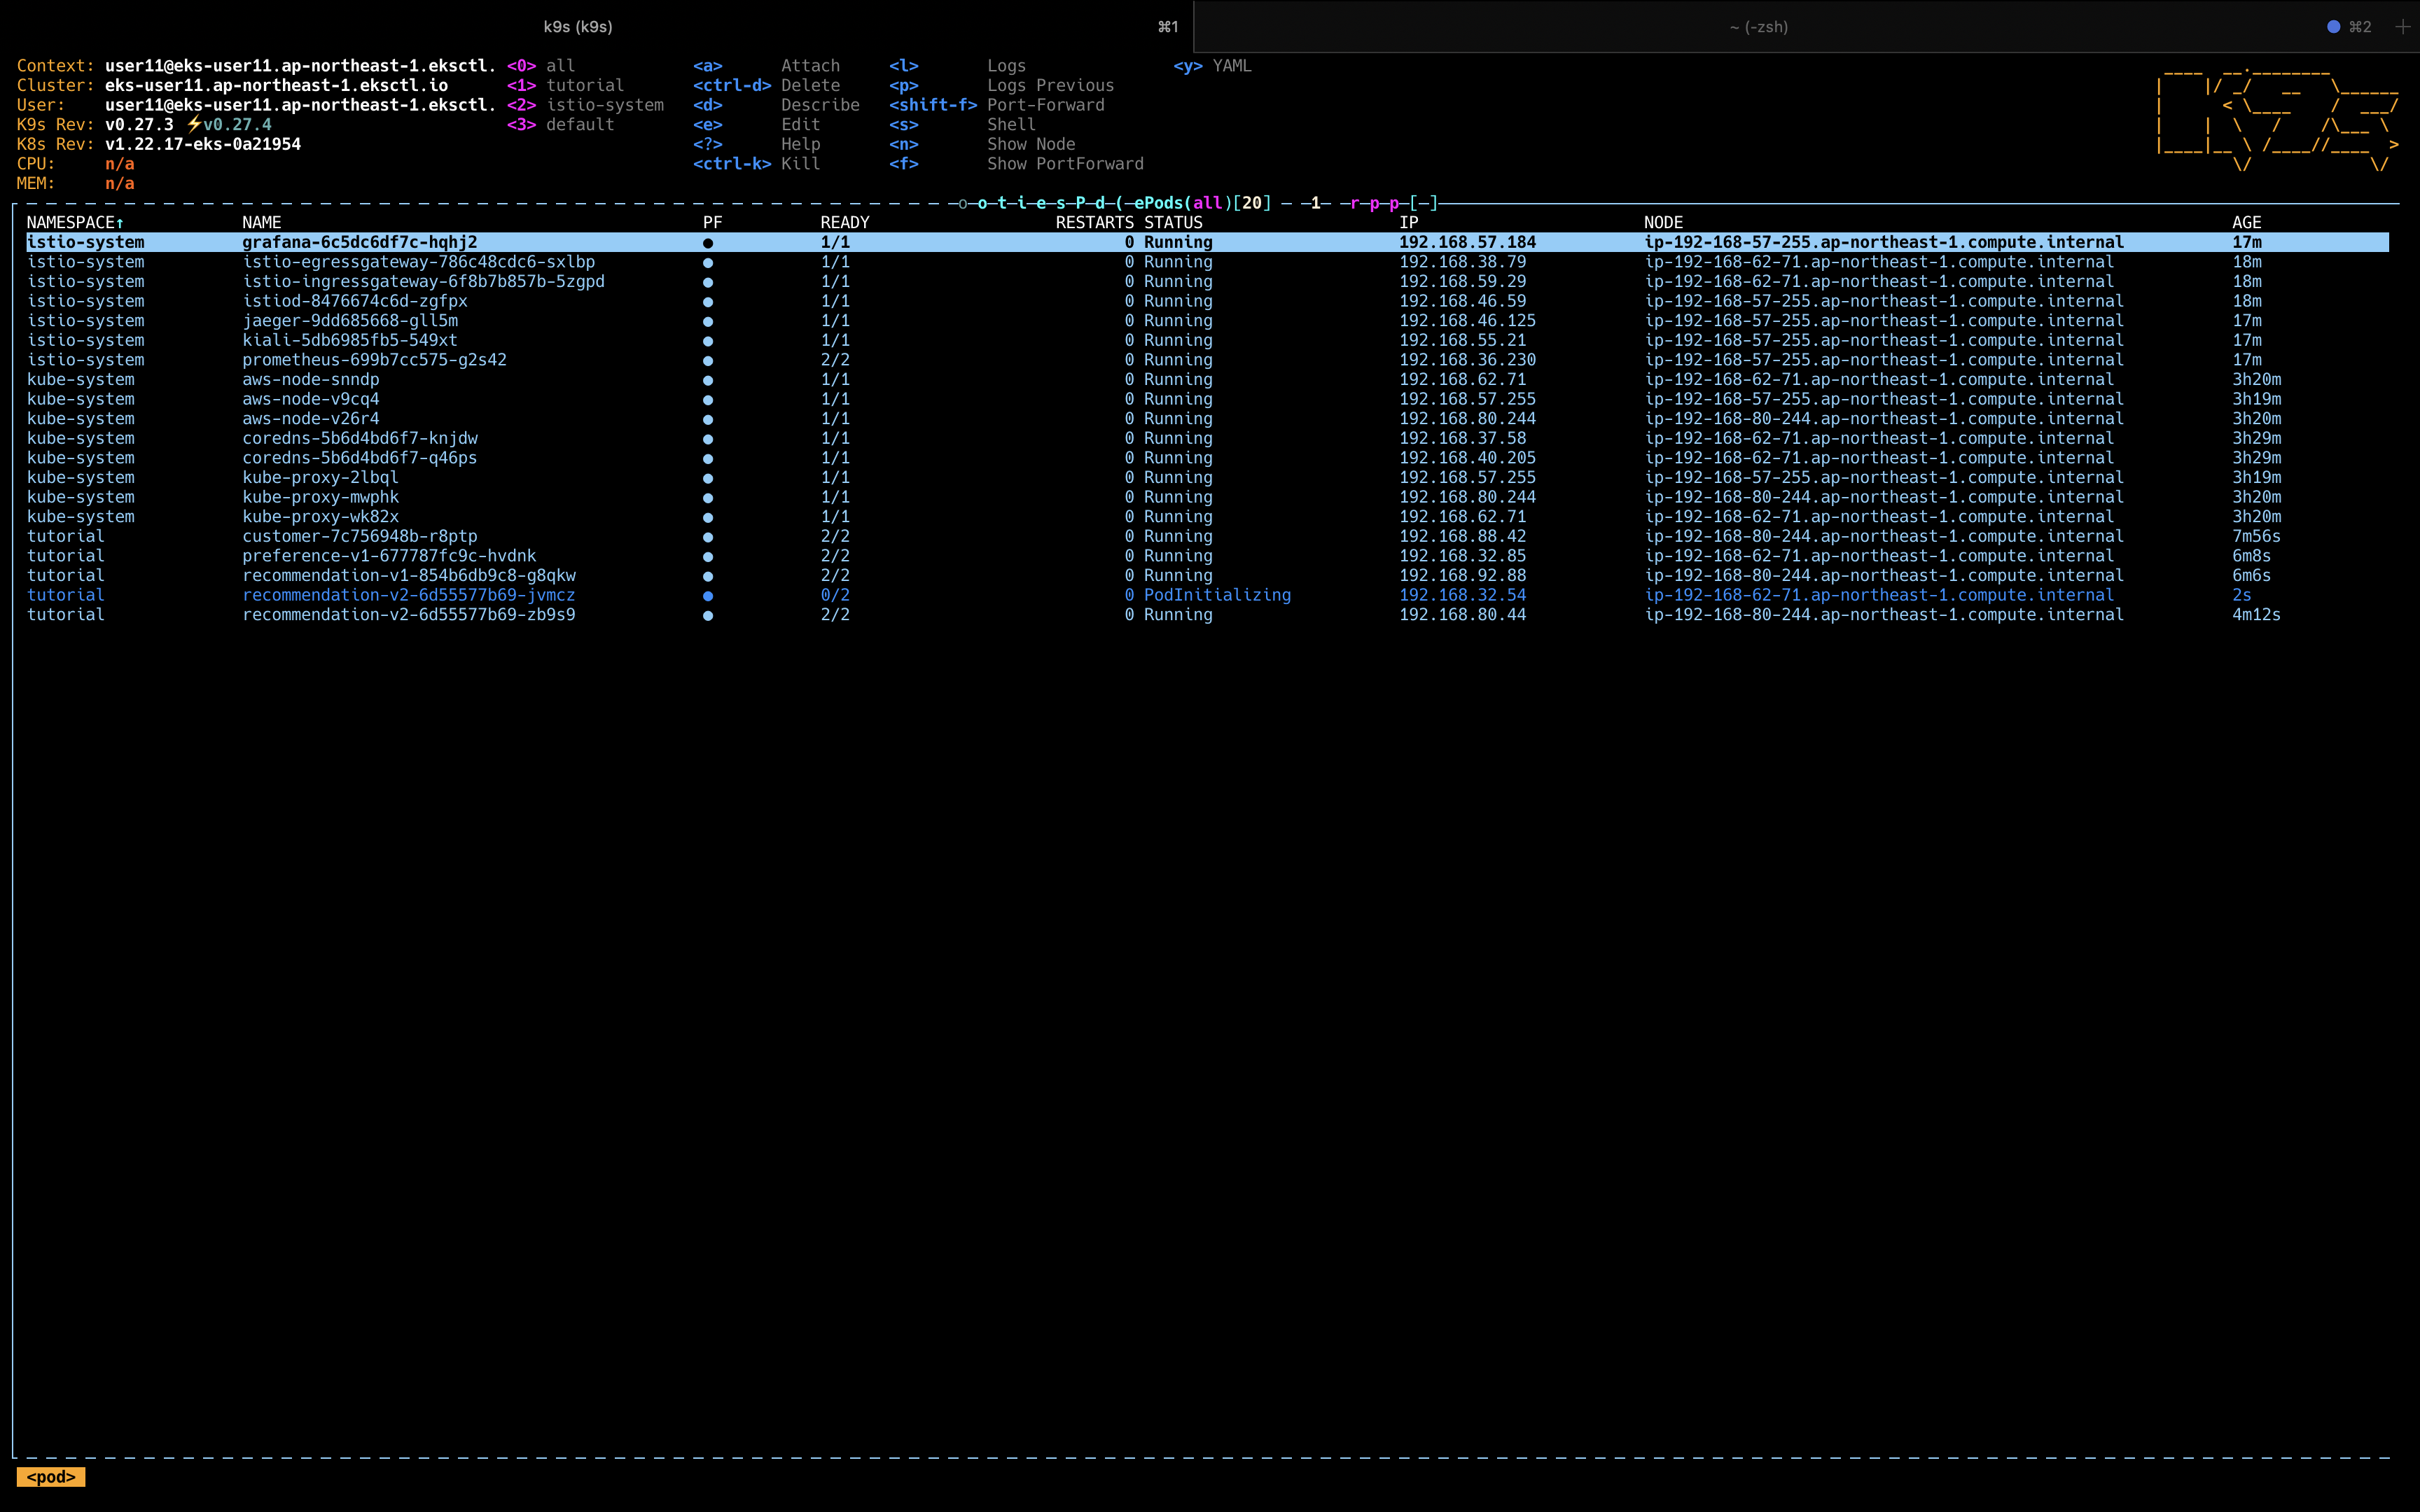 k9s (k9s) ⌘1 ~ (-zsh) ⌘2
Context: user11@eks-user11.ap-northeast-1.eksctl. <0> all <a> Attach <l> Logs <y> YAML
Cluster: eks-user11.ap-northeast-1.eksctl.io <1> tutorial <ctrl-d> Delete <p> Logs Previous
User: user11@eks-user11.ap-northeast-1.eksctl. <2> istio-system <d> Describe <shift-f> Port-Forward
K9s Rev: v0.27.3 ⚡v0.27.4 <3> default <e> Edit <s> Shell
K8s Rev: v1.22.17-eks-0a21954 <?> Help <n> Show Node
CPU: n/a <ctrl-k> Kill <f> Show PortForward
MEM: n/a
o o t i e s P d ( ePods(all)[20] 1 r p p [ ]
NAMESPACE↑ NAME PF READY RESTARTS STATUS IP NODE AGE
istio-system grafana-6c5dc6df7c-hqhj2 ● 1/1 0 Running 192.168.57.184 ip-192-168-57-255.ap-northeast-1.compute.internal 17m
istio-system istio-egressgateway-786c48cdc6-sxlbp ● 1/1 0 Running 192.168.38.79 ip-192-168-62-71.ap-northeast-1.compute.internal 18m
istio-system istio-ingressgateway-6f8b7b857b-5zgpd ● 1/1 0 Running 192.168.59.29 ip-192-168-62-71.ap-northeast-1.compute.internal 18m
istio-system istiod-8476674c6d-zgfpx ● 1/1 0 Running 192.168.46.59 ip-192-168-57-255.ap-northeast-1.compute.internal 18m
istio-system jaeger-9dd685668-gll5m ● 1/1 0 Running 192.168.46.125 ip-192-168-57-255.ap-northeast-1.compute.internal 17m
istio-system kiali-5db6985fb5-549xt ● 1/1 0 Running 192.168.55.21 ip-192-168-57-255.ap-northeast-1.compute.internal 17m
istio-system prometheus-699b7cc575-g2s42 ● 2/2 0 Running 192.168.36.230 ip-192-168-57-255.ap-northeast-1.compute.internal 17m
kube-system aws-node-snndp ● 1/1 0 Running 192.168.62.71 ip-192-168-62-71.ap-northeast-1.compute.internal 3h20m
kube-system aws-node-v9cq4 ● 1/1 0 Running 192.168.57.255 ip-192-168-57-255.ap-northeast-1.compute.internal 3h19m
kube-system aws-node-v26r4 ● 1/1 0 Running 192.168.80.244 ip-192-168-80-244.ap-northeast-1.compute.internal 3h20m
kube-system coredns-5b6d4bd6f7-knjdw ● 1/1 0 Running 192.168.37.58 ip-192-168-62-71.ap-northeast-1.compute.internal 3h29m
kube-system coredns-5b6d4bd6f7-q46ps ● 1/1 0 Running 192.168.40.205 ip-192-168-62-71.ap-northeast-1.compute.internal 3h29m
kube-system kube-proxy-2lbql ● 1/1 0 Running 192.168.57.255 ip-192-168-57-255.ap-northeast-1.compute.internal 3h19m
kube-system kube-proxy-mwphk ● 1/1 0 Running 192.168.80.244 ip-192-168-80-244.ap-northeast-1.compute.internal 3h20m
kube-system kube-proxy-wk82x ● 1/1 0 Running 192.168.62.71 ip-192-168-62-71.ap-northeast-1.compute.internal 3h20m
tutorial customer-7c756948b-r8ptp ● 2/2 0 Running 192.168.88.42 ip-192-168-80-244.ap-northeast-1.compute.internal 7m56s
tutorial preference-v1-677787fc9c-hvdnk ● 2/2 0 Running 192.168.32.85 ip-192-168-62-71.ap-northeast-1.compute.internal 6m8s
tutorial recommendation-v1-854b6db9c8-g8qkw ● 2/2 0 Running 192.168.92.88 ip-192-168-80-244.ap-northeast-1.compute.internal 6m6s
tutorial recommendation-v2-6d55577b69-jvmcz ● 0/2 0 PodInitializing 192.168.32.54 ip-192-168-62-71.ap-northeast-1.compute.internal 2s
tutorial recommendation-v2-6d55577b69-zb9s9 ● 2/2 0 Running 192.168.80.44 ip-192-168-80-244.ap-northeast-1.compute.internal 4m12s
<pod>